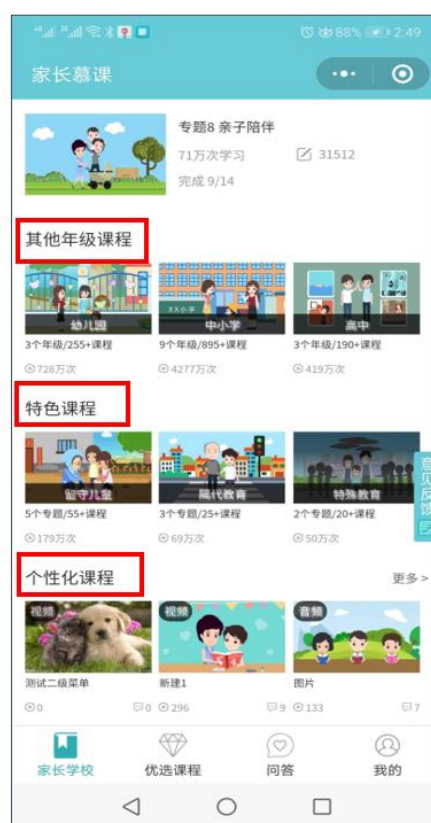 88% 2:49
家长慕课
专题8 亲子陪伴
71万次学习 31512
完成 9/14
其他年级课程
XX小学
幼儿园 中小学 高中
3个年级/255+课程 9个年级/895+课程 3个年级/190+课程
728万次 4277万次 419万次
特色课程
留守儿童 隔代教育 特殊教育
5个专题/55+课程 3个专题/25+课程 2个专题/20+课程
179万次 69万次 50万次
意见反馈
个性化课程 更多>
视频 视频 音频
测试二级菜单 新建1 图片
0 0 296 9 133 7
家长学校 优选课程 问答 我的